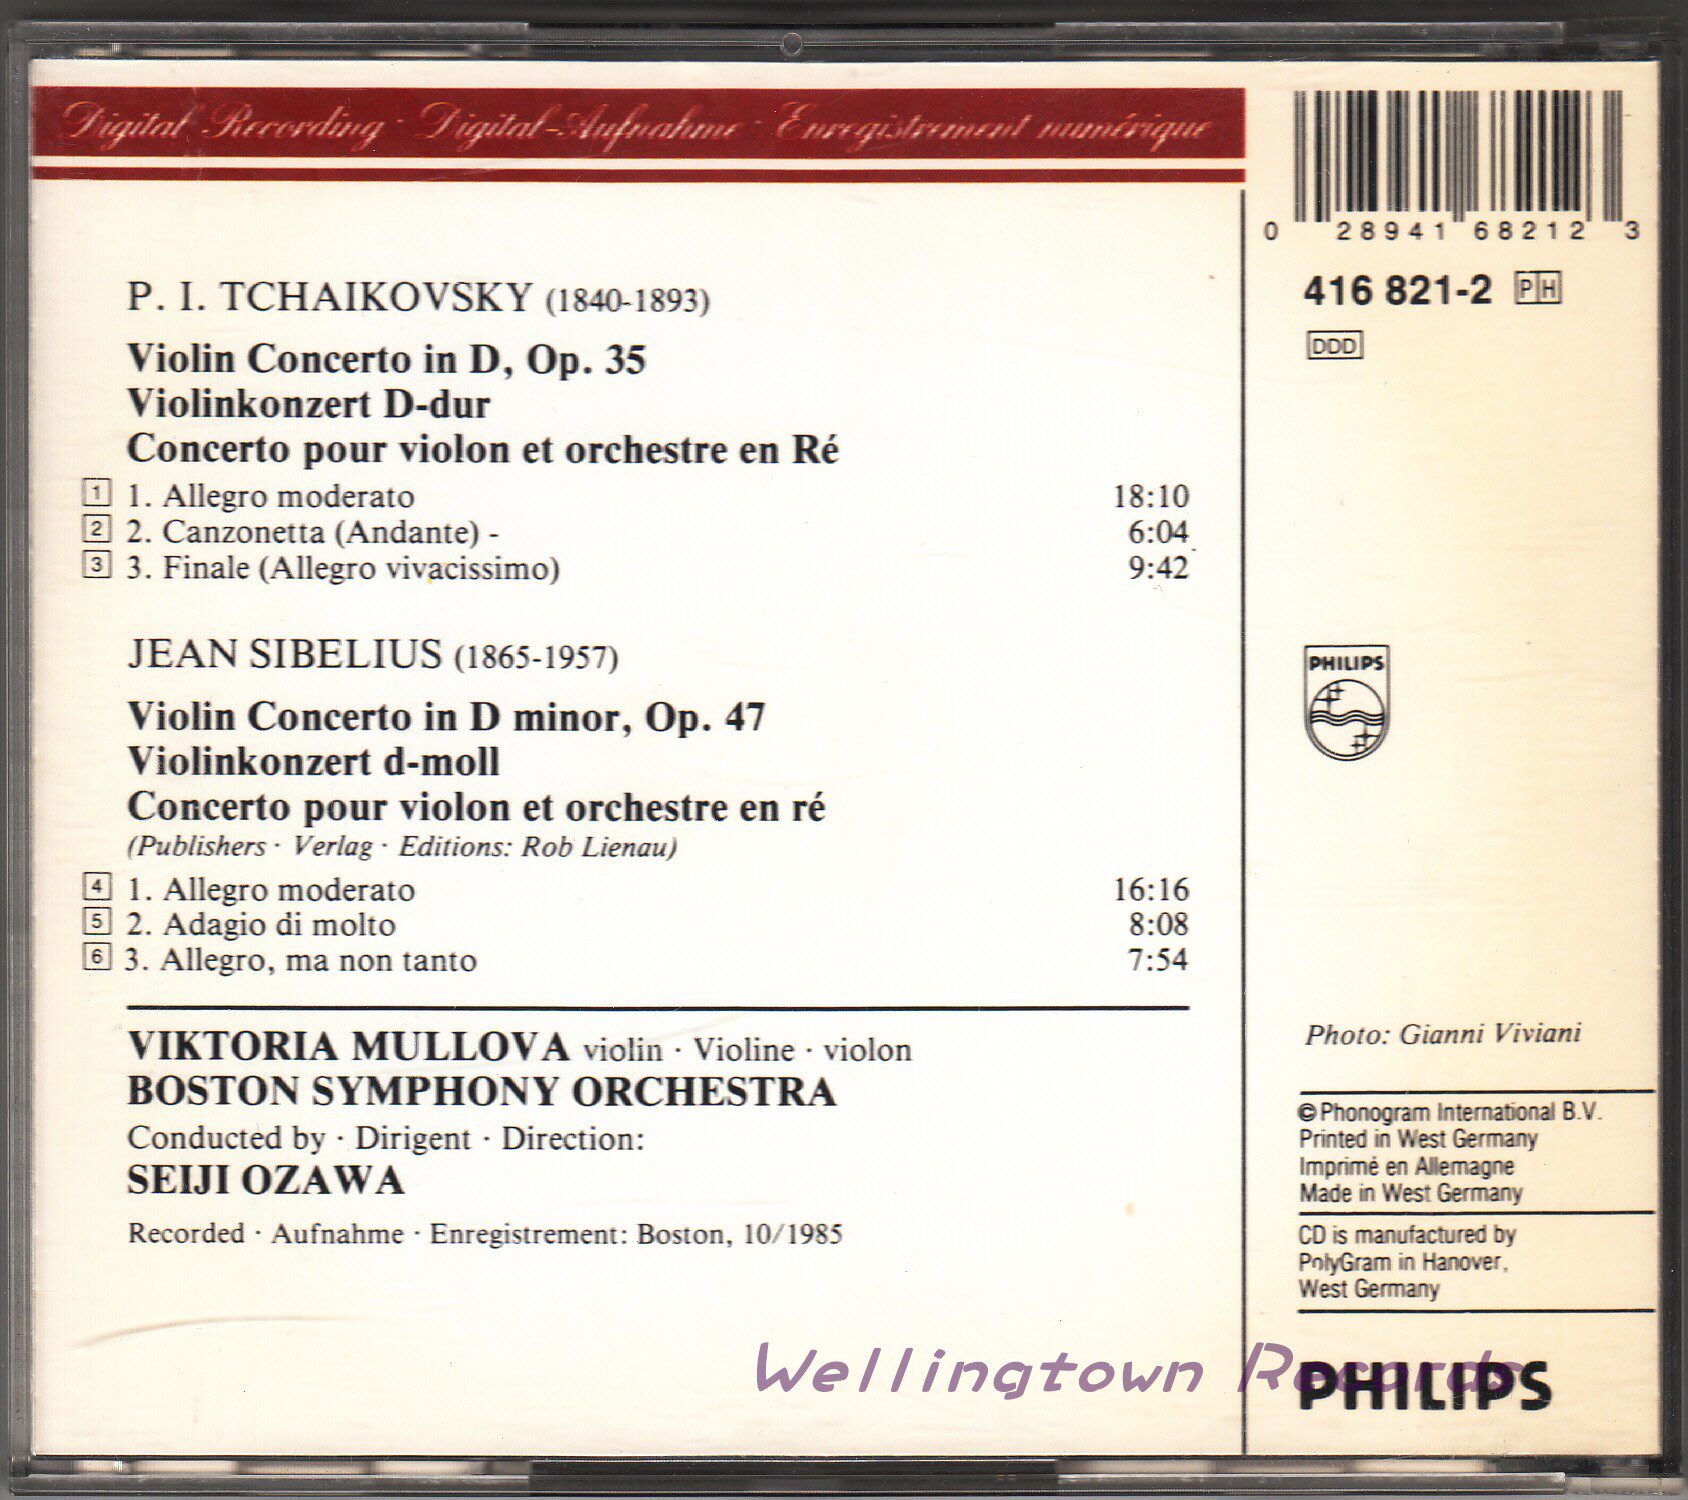 Digital Recording · Digital-Aufnahme · Enregistrement numérique
P. I. TCHAIKOVSKY (1840-1893)
Violin Concerto in D, Op. 35
Violinkonzert D-dur
Concerto pour violon et orchestre en Ré
1 1. Allegro moderato 18:10
2 2. Canzonetta (Andante) - 6:04
3 3. Finale (Allegro vivacissimo) 9:42
JEAN SIBELIUS (1865-1957)
Violin Concerto in D minor, Op. 47
Violinkonzert d-moll
Concerto pour violon et orchestre en ré
(Publishers · Verlag · Editions: Rob Lienau)
4 1. Allegro moderato 16:16
5 2. Adagio di molto 8:08
6 3. Allegro, ma non tanto 7:54
VIKTORIA MULLOVA violin · Violine · violon
BOSTON SYMPHONY ORCHESTRA
Conducted by · Dirigent · Direction:
SEIJI OZAWA
Recorded · Aufnahme · Enregistrement: Boston, 10/1985
0 28941 68212 3
416 821-2 PH
DDD
PHILIPS
Photo: Gianni Viviani
© Phonogram International B.V.
Printed in West Germany
Imprimé en Allemagne
Made in West Germany
CD is manufactured by
PolyGram in Hanover,
West Germany
PHILIPS
Wellingtown Records